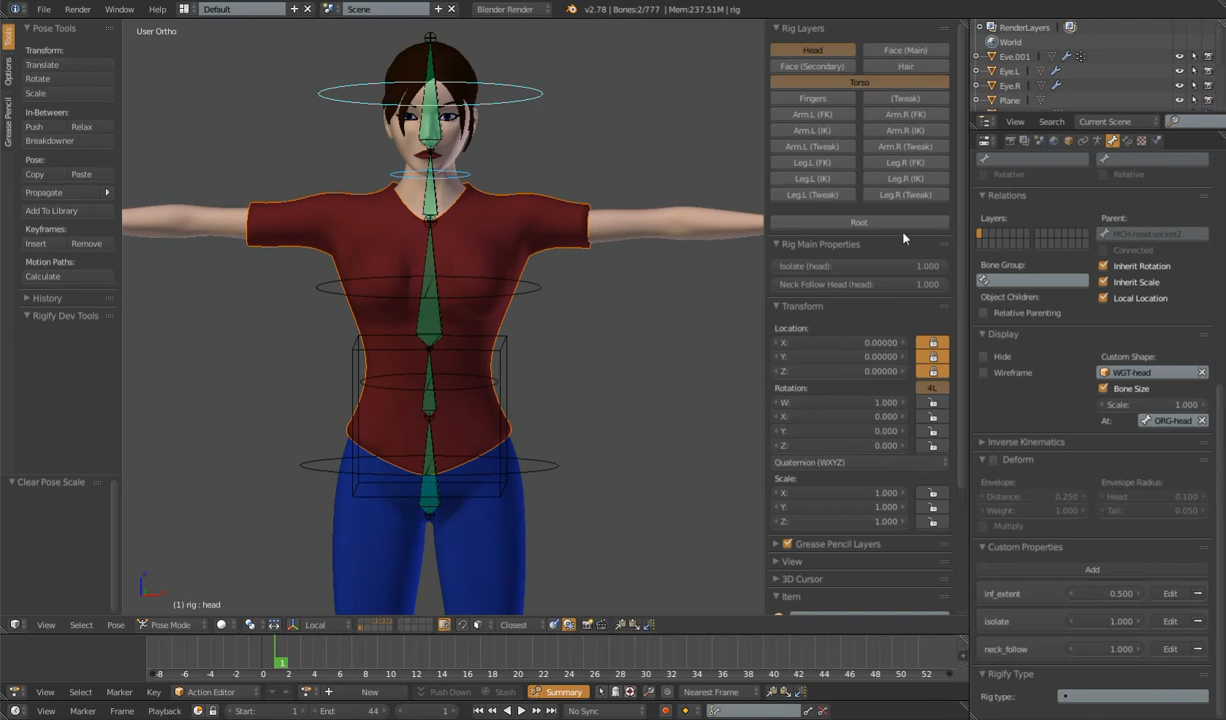 File Render Window Help Default Scene Blender Render v2.78 | Bones:2/777 | Mem:237.51M | rig
Tools
Options
Grease Pencil
Pose Tools
Transform:
Translate
Rotate
Scale
In-Between:
Push Relax
Breakdowner
Pose:
Copy Paste
Propagate
Add To Library
Keyframes:
Insert Remove
Motion Paths:
Calculate
History
Rigify Dev Tools
Clear Pose Scale
User Ortho
(1) rig : head
Rig Layers
Head Face (Main)
Face (Secondary) Hair
Torso
Fingers (Tweak)
Arm.L (FK) Arm.R (FK)
Arm.L (IK) Arm.R (IK)
Arm.L (Tweak) Arm.R (Tweak)
Leg.L (FK) Leg.R (FK)
Leg.L (IK) Leg.R (IK)
Leg.L (Tweak) Leg.R (Tweak)
Root
Rig Main Properties
Isolate (head): 1.000
Neck Follow Head (head): 1.000
Transform
Location:
X: 0.00000
Y: 0.00000
Z: 0.00000
Rotation: 4L
W: 1.000
X: 0.000
Y: 0.000
Z: 0.000
Quaternion (WXYZ)
Scale:
X: 1.000
Y: 1.000
Z: 1.000
Grease Pencil Layers
View
3D Cursor
Item
RenderLayers
World
Eve.001
Eye.L
Eye.R
Plane
View Search Current Scene
Relative Relative
Relations
Layers: Parent:
MCH-head.socket2
Connected
Bone Group: Inherit Rotation
Inherit Scale
Object Children: Local Location
Relative Parenting
Display
Hide Custom Shape:
Wireframe WGT-head
Bone Size
Scale: 1.000
At: ORG-head
Inverse Kinematics
Deform
Envelope: Envelope Radius:
Distance: 0.250 Head: 0.100
Weight: 1.000 Tail: 0.050
Multiply
Custom Properties
Add
inf_extent 0.500 Edit
isolate 1.000 Edit
neck_follow 1.000 Edit
Rigify Type
Rig type:
View Select Pose Pose Mode Local Closest
-8 -6 -4 -2 0 2 4 6 8 10 12 14 16 18 20 22 24 26 28 30 32 34 36 38 40 42 44 46 48 50 52
1
View Select Marker Key Action Editor New Push Down Stash Summary Nearest Frame
View Marker Frame Playback Start: 1 End: 44 1 No Sync
z
x